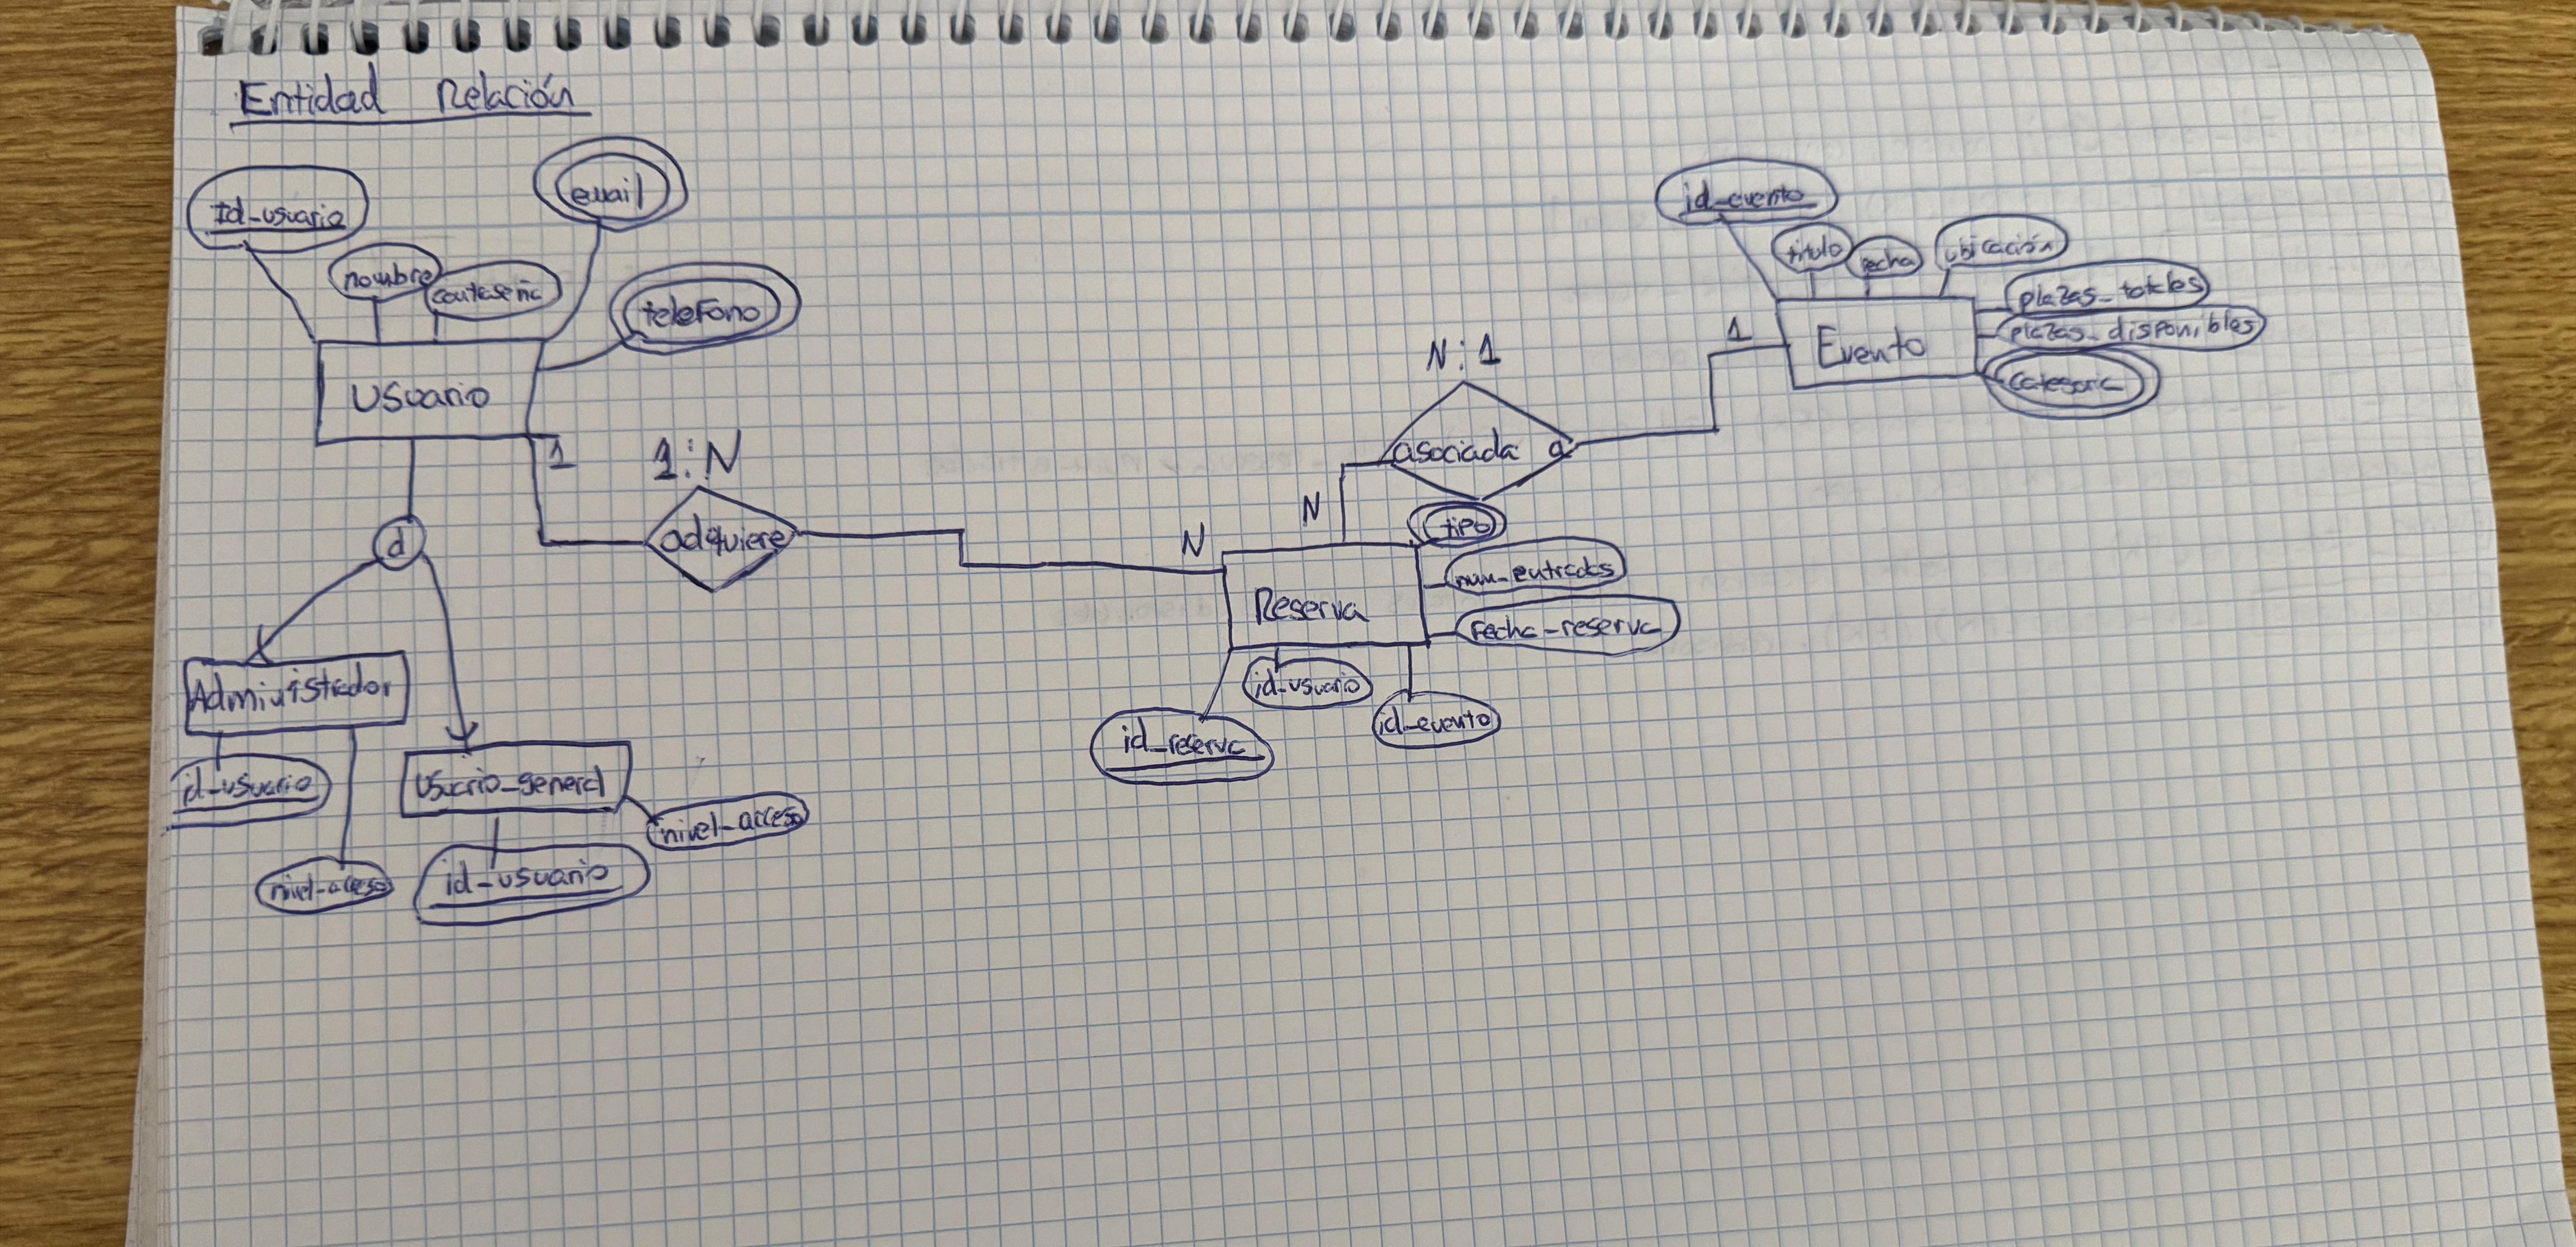 Entidad Relación
Id_usuario
email
nombre
contraseña
telefono
Usuario
1
1:N
adquiere
N
d
Administrador
id_usuario
nivel_acceso
Usuario_general
nivel_acceso
id_usuario
id_evento
titulo
fecha
ubicación
plazas_totales
plazas_disponibles
categoria
Evento
1
N:1
asociada a
N
tipo
num_entradas
Fecha_reserva
Reserva
id_usuario
id_evento
id_reserva